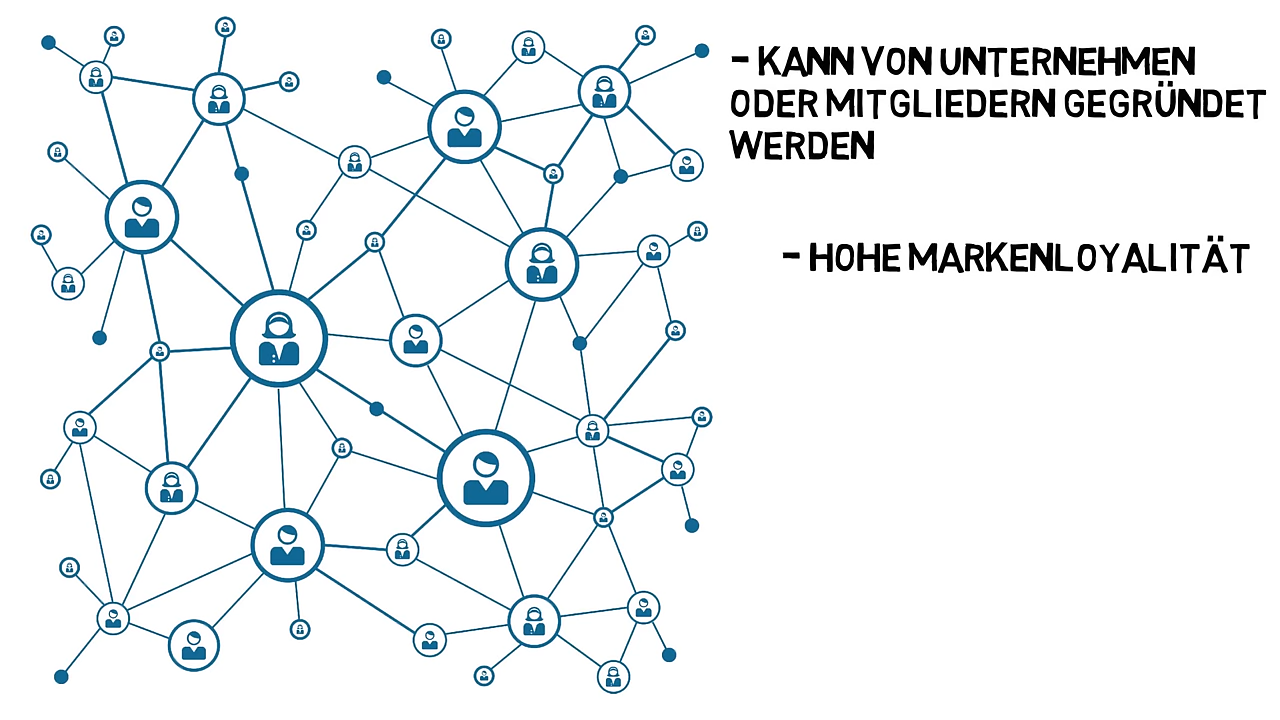 - KANN VON UNTERNEHMEN
ODER MITGLIEDERN GEGRÜNDET
WERDEN
- HOHE MARKENLOYALITÄT